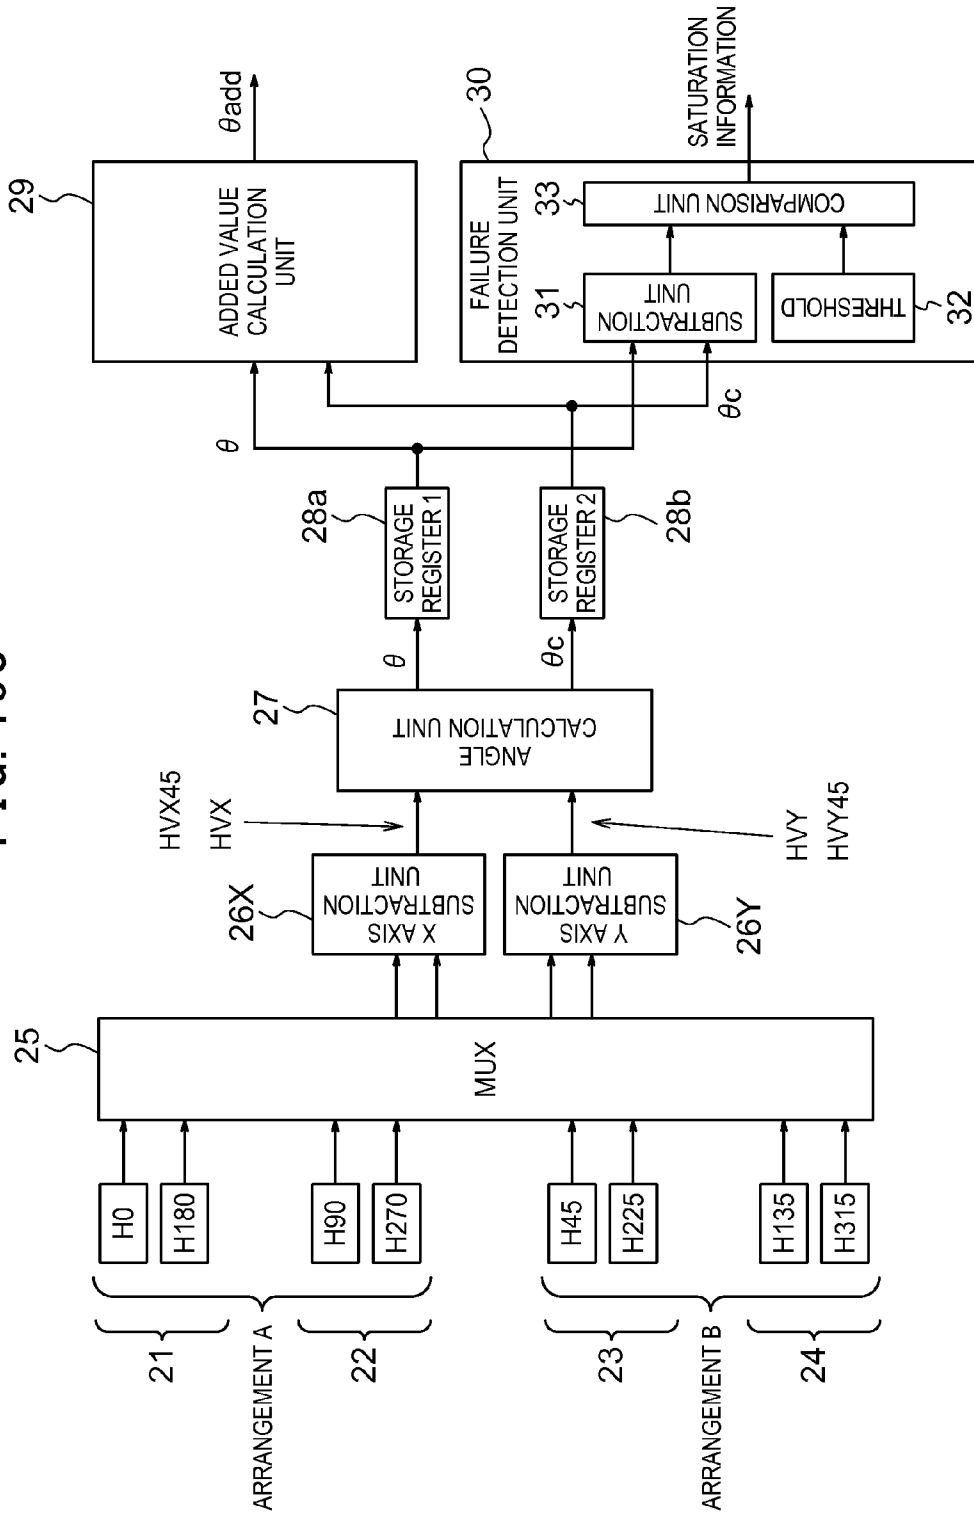 29
ADDED VALUE
CALCULATION
UNIT
θadd
30
FAILURE
DETECTION UNIT
SATURATION
INFORMATION
33
COMPARISON UNIT
31
SUBTRACTION
UNIT
THRESHOLD
32
θ
θc
28a
STORAGE
REGISTER 1
STORAGE
REGISTER 2
28b
θ
θc
27
ANGLE
CALCULATION UNIT
HVX45
HVX
HVY
HVY45
26X
X AXIS
SUBTRACTION
UNIT
Y AXIS
SUBTRACTION
UNIT
26Y
25
MUX
H0
H180
H90
H270
H45
H225
H135
H315
21
ARRANGEMENT A
22
23
ARRANGEMENT B
24